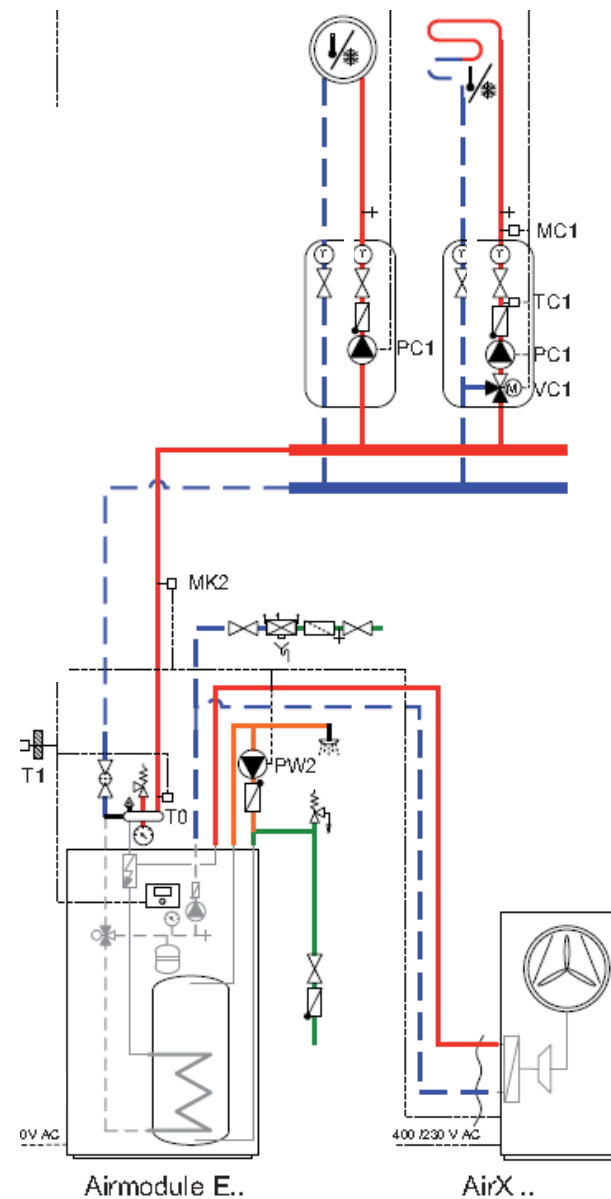 T T T T
MC1
TC1
PC1 PC1
M VC1
MK2
T1
PW2
T0
0V AC
400 /230 V AC
Airmodule E..
AirX ..